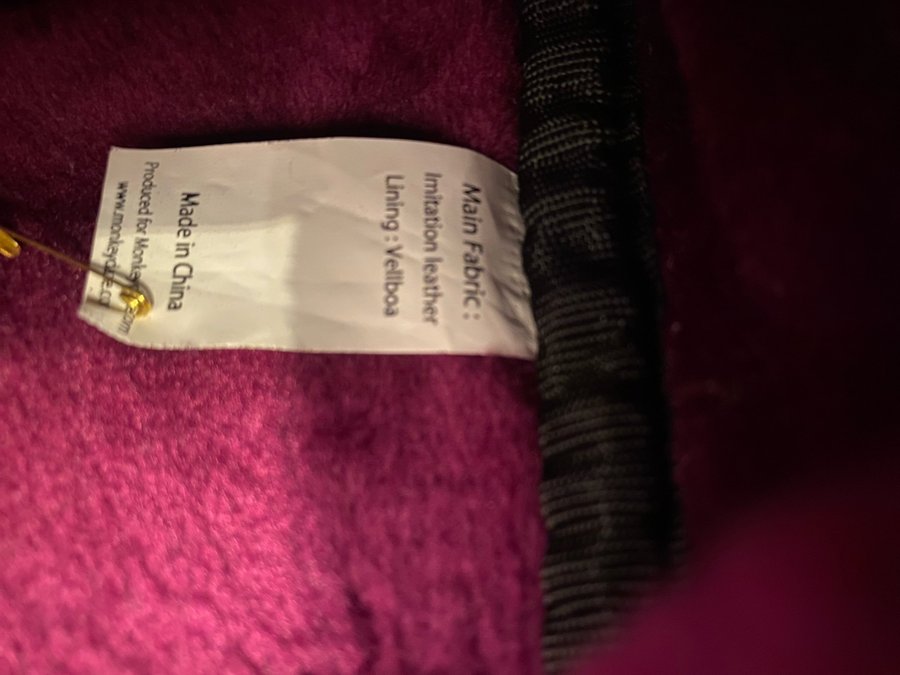 Main Fabric :
Imitation leather
Lining : Vellboa
Made in China
Produced for